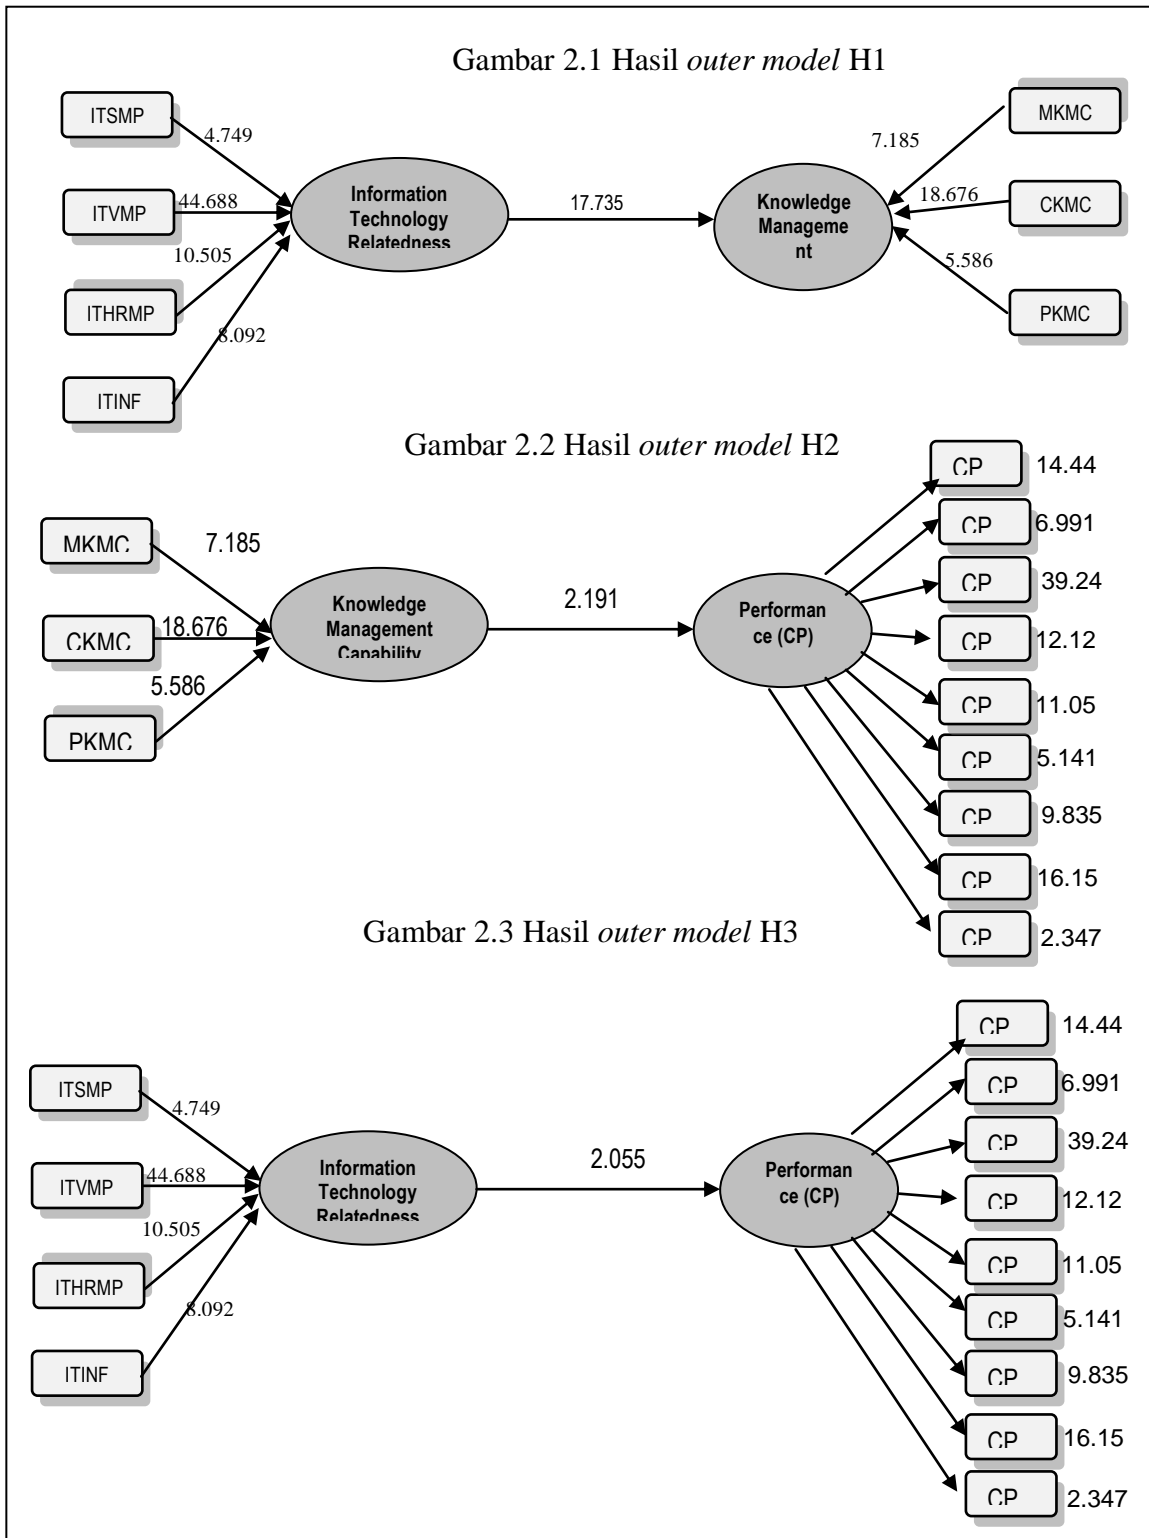 Gambar 2.1 Hasil outer model H1
ITSMP
4.749
ITVMP
44.688
ITHRMP
10.505
ITINF
8.092
Information
Technology
Relatedness
17.735
Knowledge
Manageme
nt
7.185
MKMC
18.676
CKMC
5.586
PKMC
Gambar 2.2 Hasil outer model H2
MKMC
7.185
CKMC
18.676
PKMC
5.586
Knowledge
Management
Capability
2.191
Performan
ce (CP)
CP 14.44
CP 6.991
CP 39.24
CP 12.12
CP 11.05
CP 5.141
CP 9.835
CP 16.15
CP 2.347
Gambar 2.3 Hasil outer model H3
ITSMP
4.749
ITVMP
44.688
ITHRMP
10.505
ITINF
8.092
Information
Technology
Relatedness
2.055
Performan
ce (CP)
CP 14.44
CP 6.991
CP 39.24
CP 12.12
CP 11.05
CP 5.141
CP 9.835
CP 16.15
CP 2.347